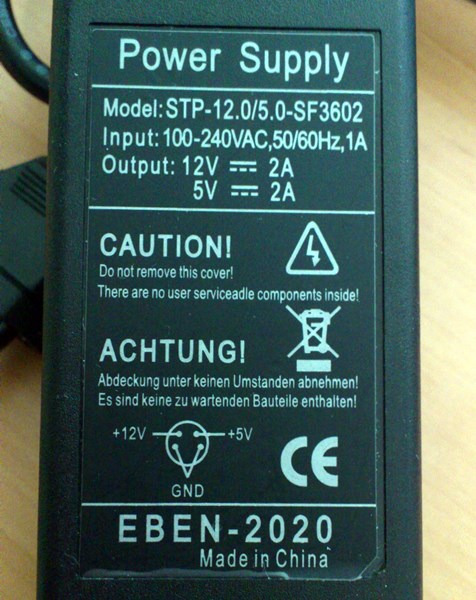 Power Supply
Model:STP-12.0/5.0-SF3602
Input:100-240VAC,50/60Hz,1A
Output: 12V ⎓ 2A
5V ⎓ 2A
CAUTION!
Do not remove this cover!
There are no user serviceadle components inside!
ACHTUNG!
Abdeckung unter keinen Umstanden abnehmen!
Es sind keine zu wartenden Bauteile enthalten!
+12V +5V
GND
CE
EBEN-2020
Made in China